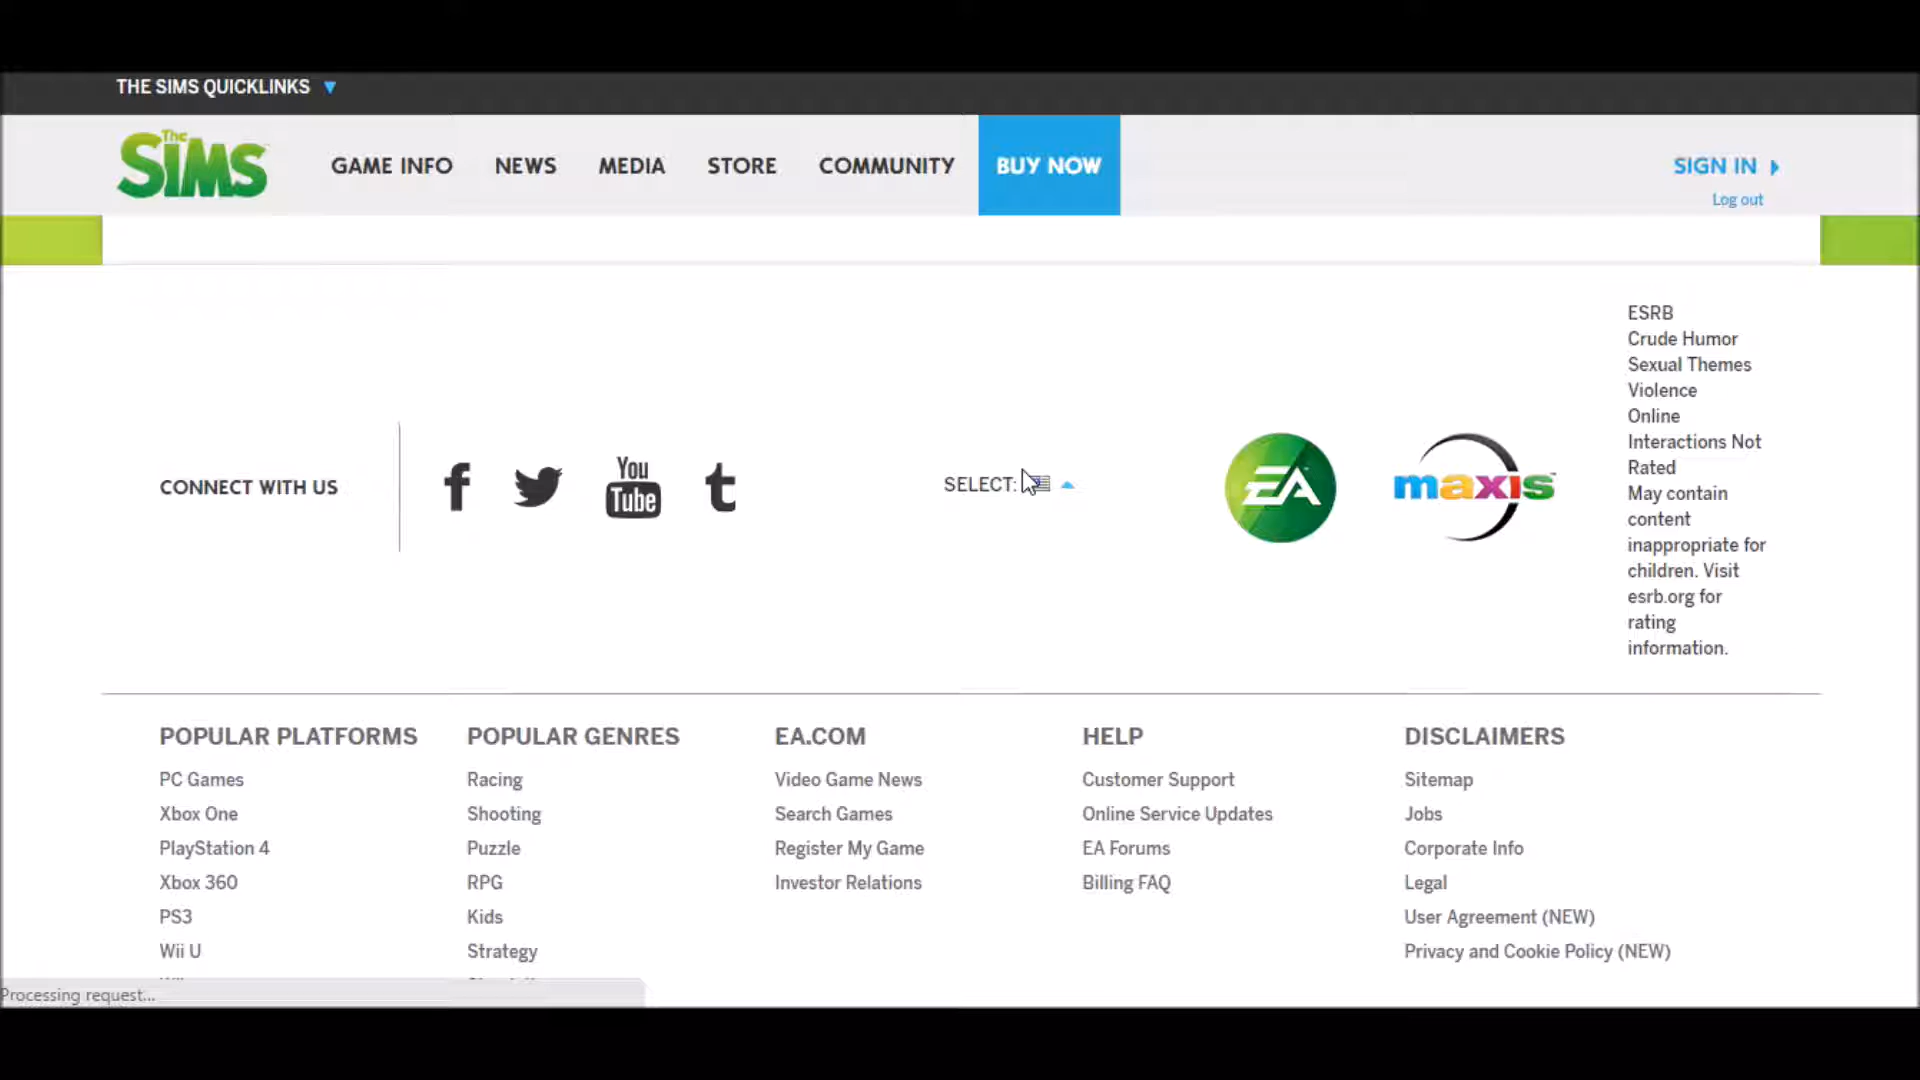 THE SIMS QUICKLINKS
The SiMS
GAME INFO NEWS MEDIA STORE COMMUNITY BUY NOW SIGN IN
Log out
ESRB
Crude Humor
Sexual Themes
Violence
Online
Interactions Not
Rated
May contain
content
inappropriate for
children. Visit
esrb.org for
rating
information.
CONNECT WITH US
f
You
Tube
t
SELECT:
EA
maxis
POPULAR PLATFORMS
PC Games
Xbox One
PlayStation 4
Xbox 360
PS3
Wii U
POPULAR GENRES
Racing
Shooting
Puzzle
RPG
Kids
Strategy
EA.COM
Video Game News
Search Games
Register My Game
Investor Relations
HELP
Customer Support
Online Service Updates
EA Forums
Billing FAQ
DISCLAIMERS
Sitemap
Jobs
Corporate Info
Legal
User Agreement (NEW)
Privacy and Cookie Policy (NEW)
Processing request...